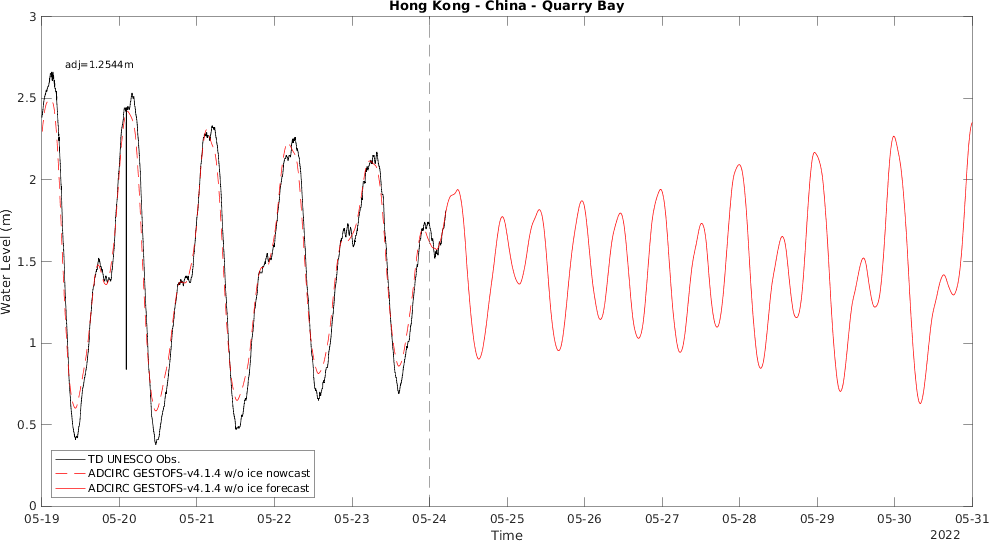 Hong Kong - China - Quarry Bay
3
adj=1.2544m
2.5
2
Water Level (m)
1.5
1
0.5
TD UNESCO Obs.
ADCIRC GESTOFS-v4.1.4 w/o ice nowcast
ADCIRC GESTOFS-v4.1.4 w/o ice forecast
0
05-19 05-20 05-21 05-22 05-23 05-24 05-25 05-26 05-27 05-28 05-29 05-30 05-31
Time
2022